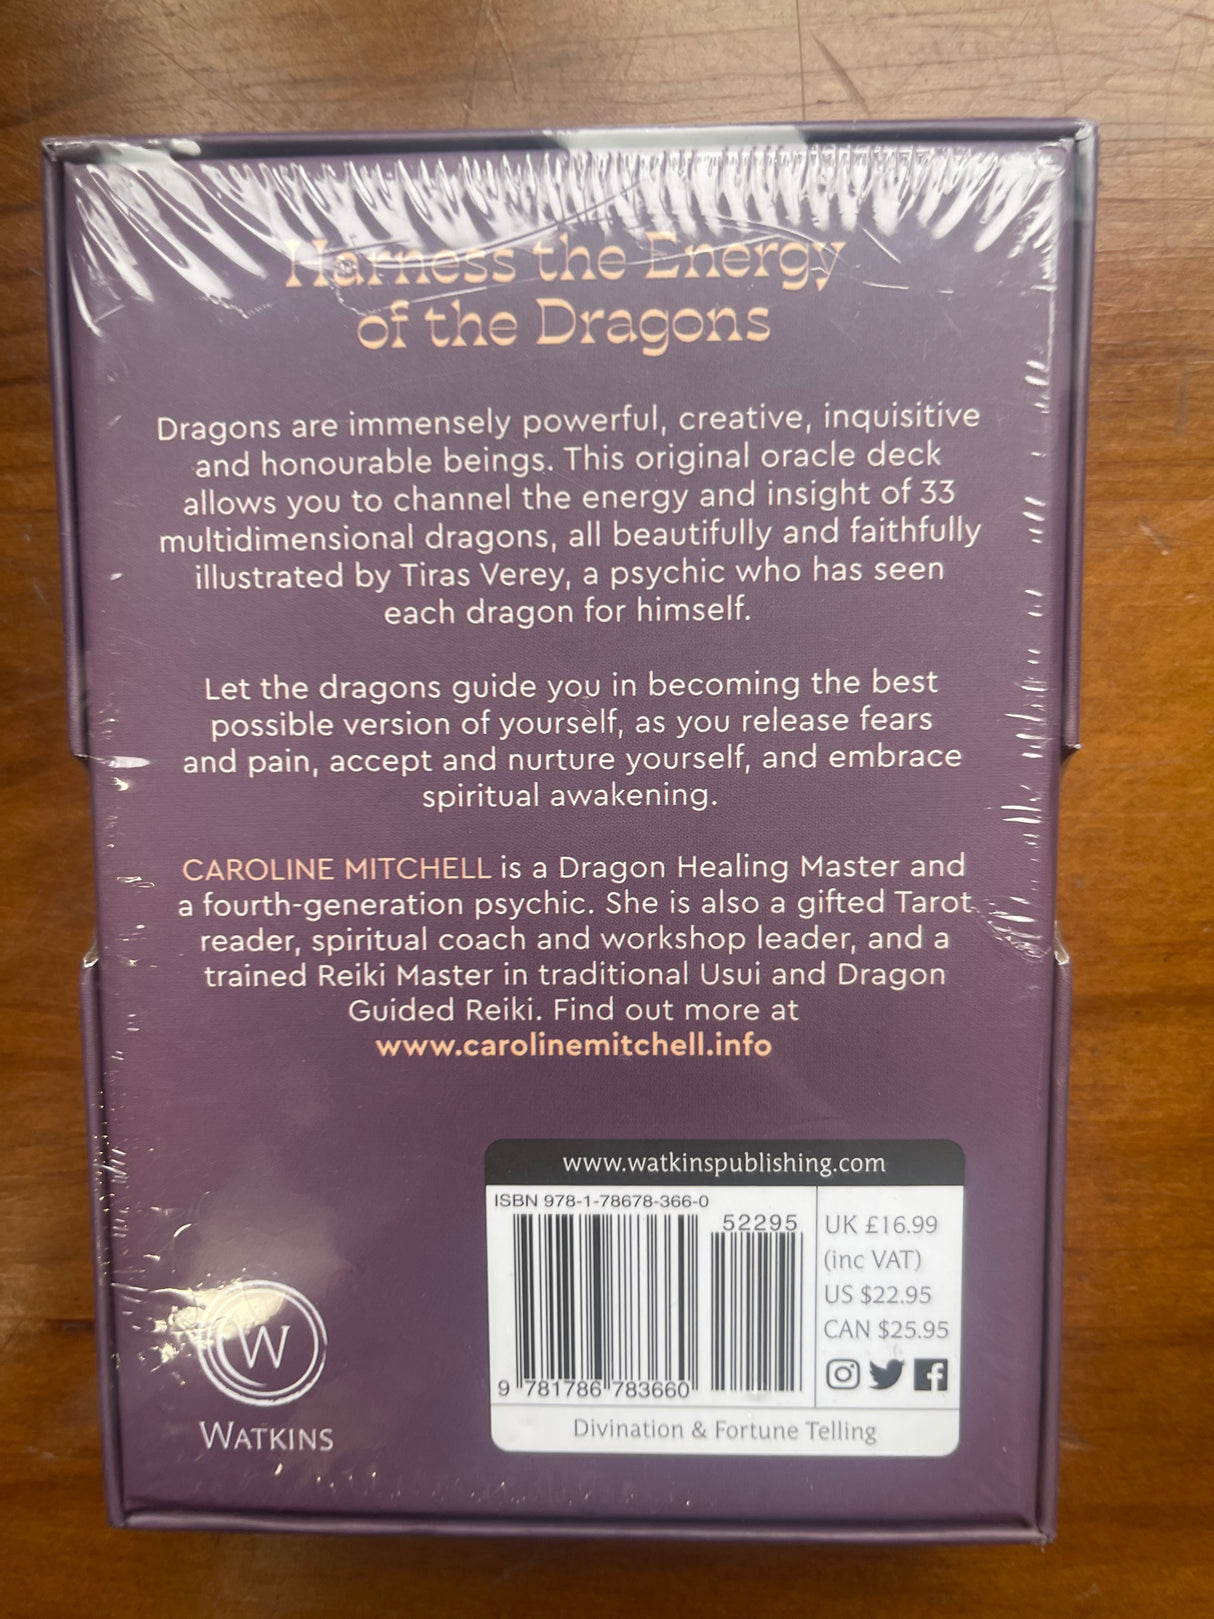 Harness the Energy
of the Dragons
Dragons are immensely powerful, creative, inquisitive
and honourable beings. This original oracle deck
allows you to channel the energy and insight of 33
multidimensional dragons, all beautifully and faithfully
illustrated by Tiras Verey, a psychic who has seen
each dragon for himself.
Let the dragons guide you in becoming the best
possible version of yourself, as you release fears
and pain, accept and nurture yourself, and embrace
spiritual awakening.
CAROLINE MITCHELL is a Dragon Healing Master and
a fourth-generation psychic. She is also a gifted Tarot
reader, spiritual coach and workshop leader, and a
trained Reiki Master in traditional Usui and Dragon
Guided Reiki. Find out more at
www.carolinemitchell.info
www.watkinspublishing.com
ISBN 978-1-78678-366-0
52295
9 781786 783660
UK £16.99
(inc VAT)
US $22.95
CAN $25.95
Divination & Fortune Telling
W
WATKINS